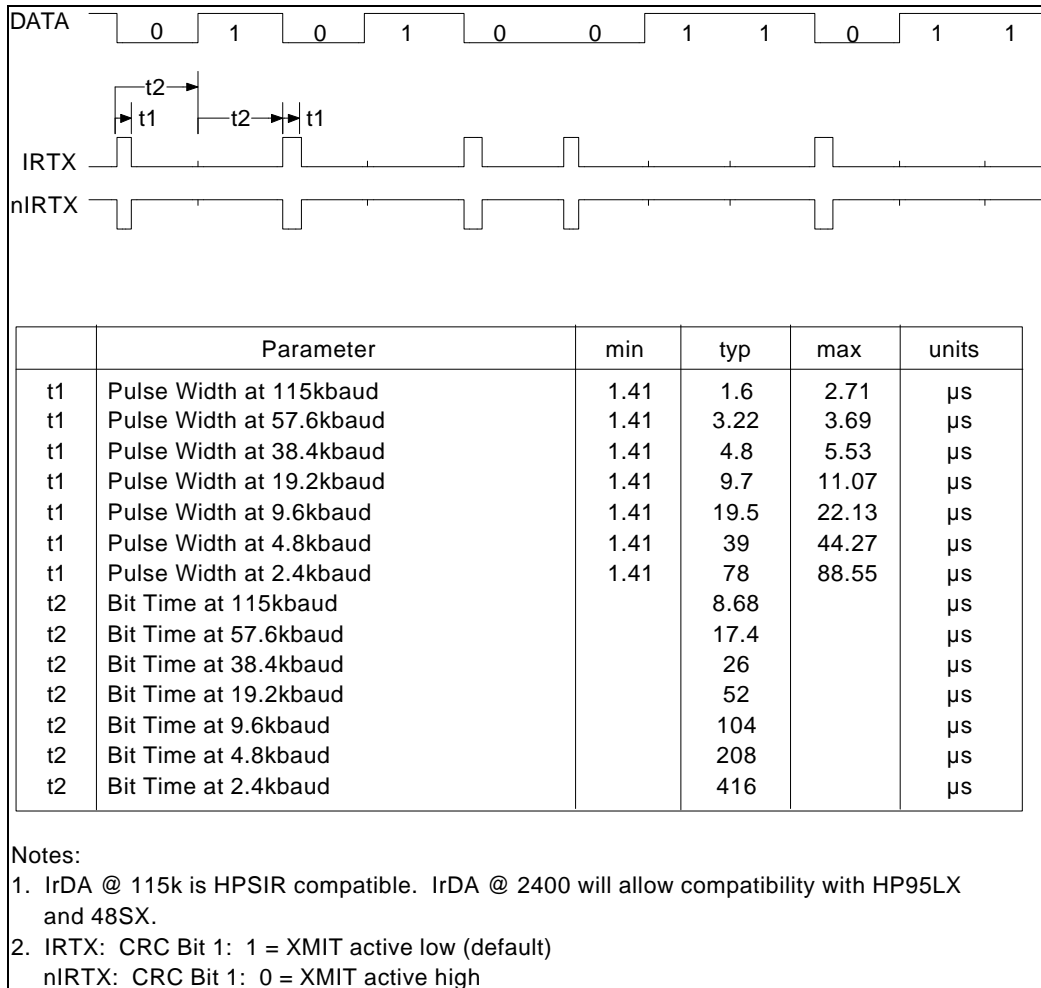 DATA 0 1 0 1 0 0 1 1 0 1 1
t2
t1 t2 t1
IRTX
nIRTX
Parameter min typ max units
t1 Pulse Width at 115kbaud 1.41 1.6 2.71 µs
t1 Pulse Width at 57.6kbaud 1.41 3.22 3.69 µs
t1 Pulse Width at 38.4kbaud 1.41 4.8 5.53 µs
t1 Pulse Width at 19.2kbaud 1.41 9.7 11.07 µs
t1 Pulse Width at 9.6kbaud 1.41 19.5 22.13 µs
t1 Pulse Width at 4.8kbaud 1.41 39 44.27 µs
t1 Pulse Width at 2.4kbaud 1.41 78 88.55 µs
t2 Bit Time at 115kbaud 8.68 µs
t2 Bit Time at 57.6kbaud 17.4 µs
t2 Bit Time at 38.4kbaud 26 µs
t2 Bit Time at 19.2kbaud 52 µs
t2 Bit Time at 9.6kbaud 104 µs
t2 Bit Time at 4.8kbaud 208 µs
t2 Bit Time at 2.4kbaud 416 µs
Notes:
1. IrDA @ 115k is HPSIR compatible. IrDA @ 2400 will allow compatibility with HP95LX
and 48SX.
2. IRTX: CRC Bit 1: 1 = XMIT active low (default)
nIRTX: CRC Bit 1: 0 = XMIT active high